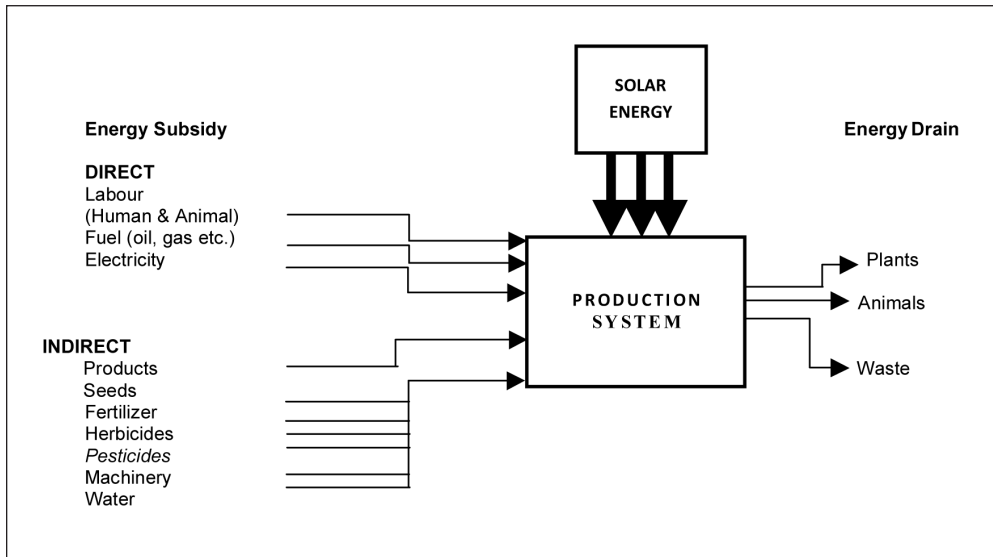 SOLAR
ENERGY
Energy Subsidy
Energy Drain
DIRECT
Labour
(Human & Animal)
Fuel (oil, gas etc.)
Electricity
PRODUCTION
SYSTEM
Plants
Animals
Waste
INDIRECT
Products
Seeds
Fertilizer
Herbicides
Pesticides
Machinery
Water